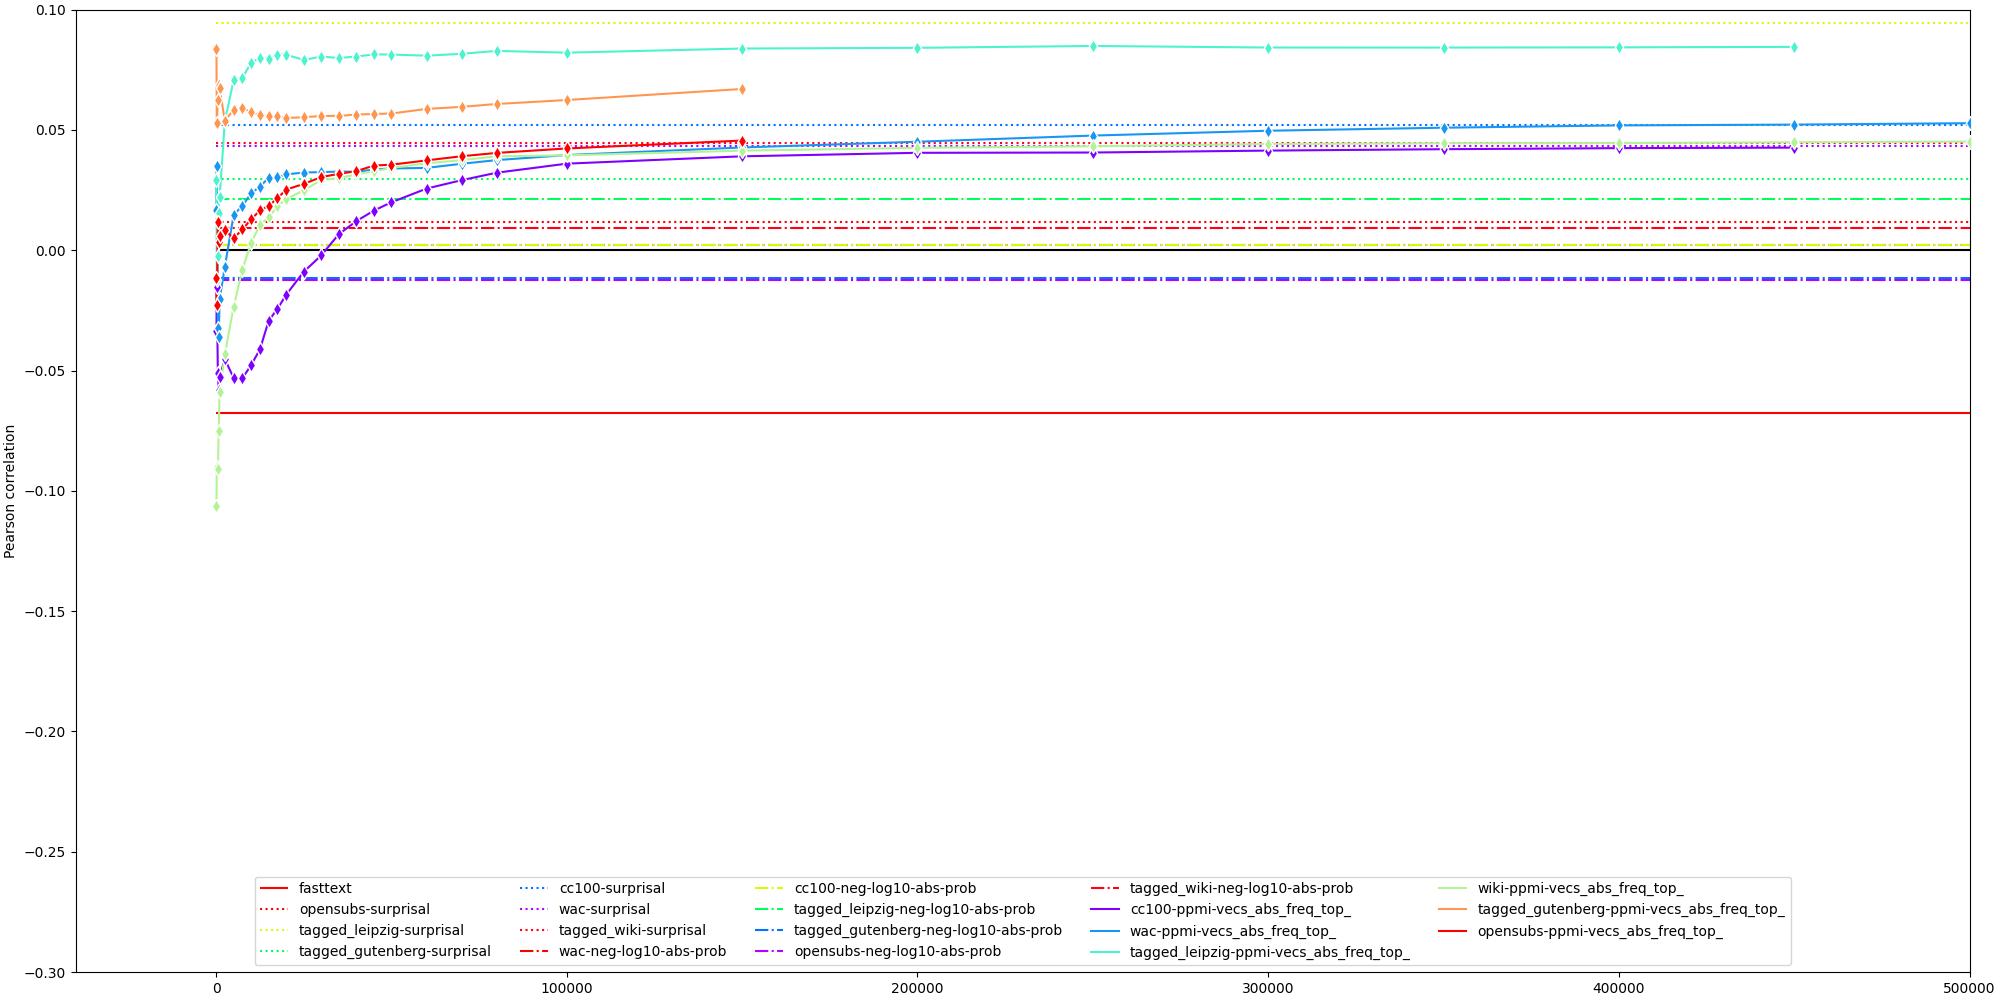 0.10
0.05
0.00
−0.05
−0.10
−0.15
−0.20
−0.25
−0.30
Pearson correlation
fasttext
opensubs-surprisal
tagged_leipzig-surprisal
tagged_gutenberg-surprisal
cc100-surprisal
wac-surprisal
tagged_wiki-surprisal
wac-neg-log10-abs-prob
cc100-neg-log10-abs-prob
tagged_leipzig-neg-log10-abs-prob
tagged_gutenberg-neg-log10-abs-prob
opensubs-neg-log10-abs-prob
tagged_wiki-neg-log10-abs-prob
cc100-ppmi-vecs_abs_freq_top_
wac-ppmi-vecs_abs_freq_top_
tagged_leipzig-ppmi-vecs_abs_freq_top_
wiki-ppmi-vecs_abs_freq_top_
tagged_gutenberg-ppmi-vecs_abs_freq_top_
opensubs-ppmi-vecs_abs_freq_top_
0 100000 200000 300000 400000 500000